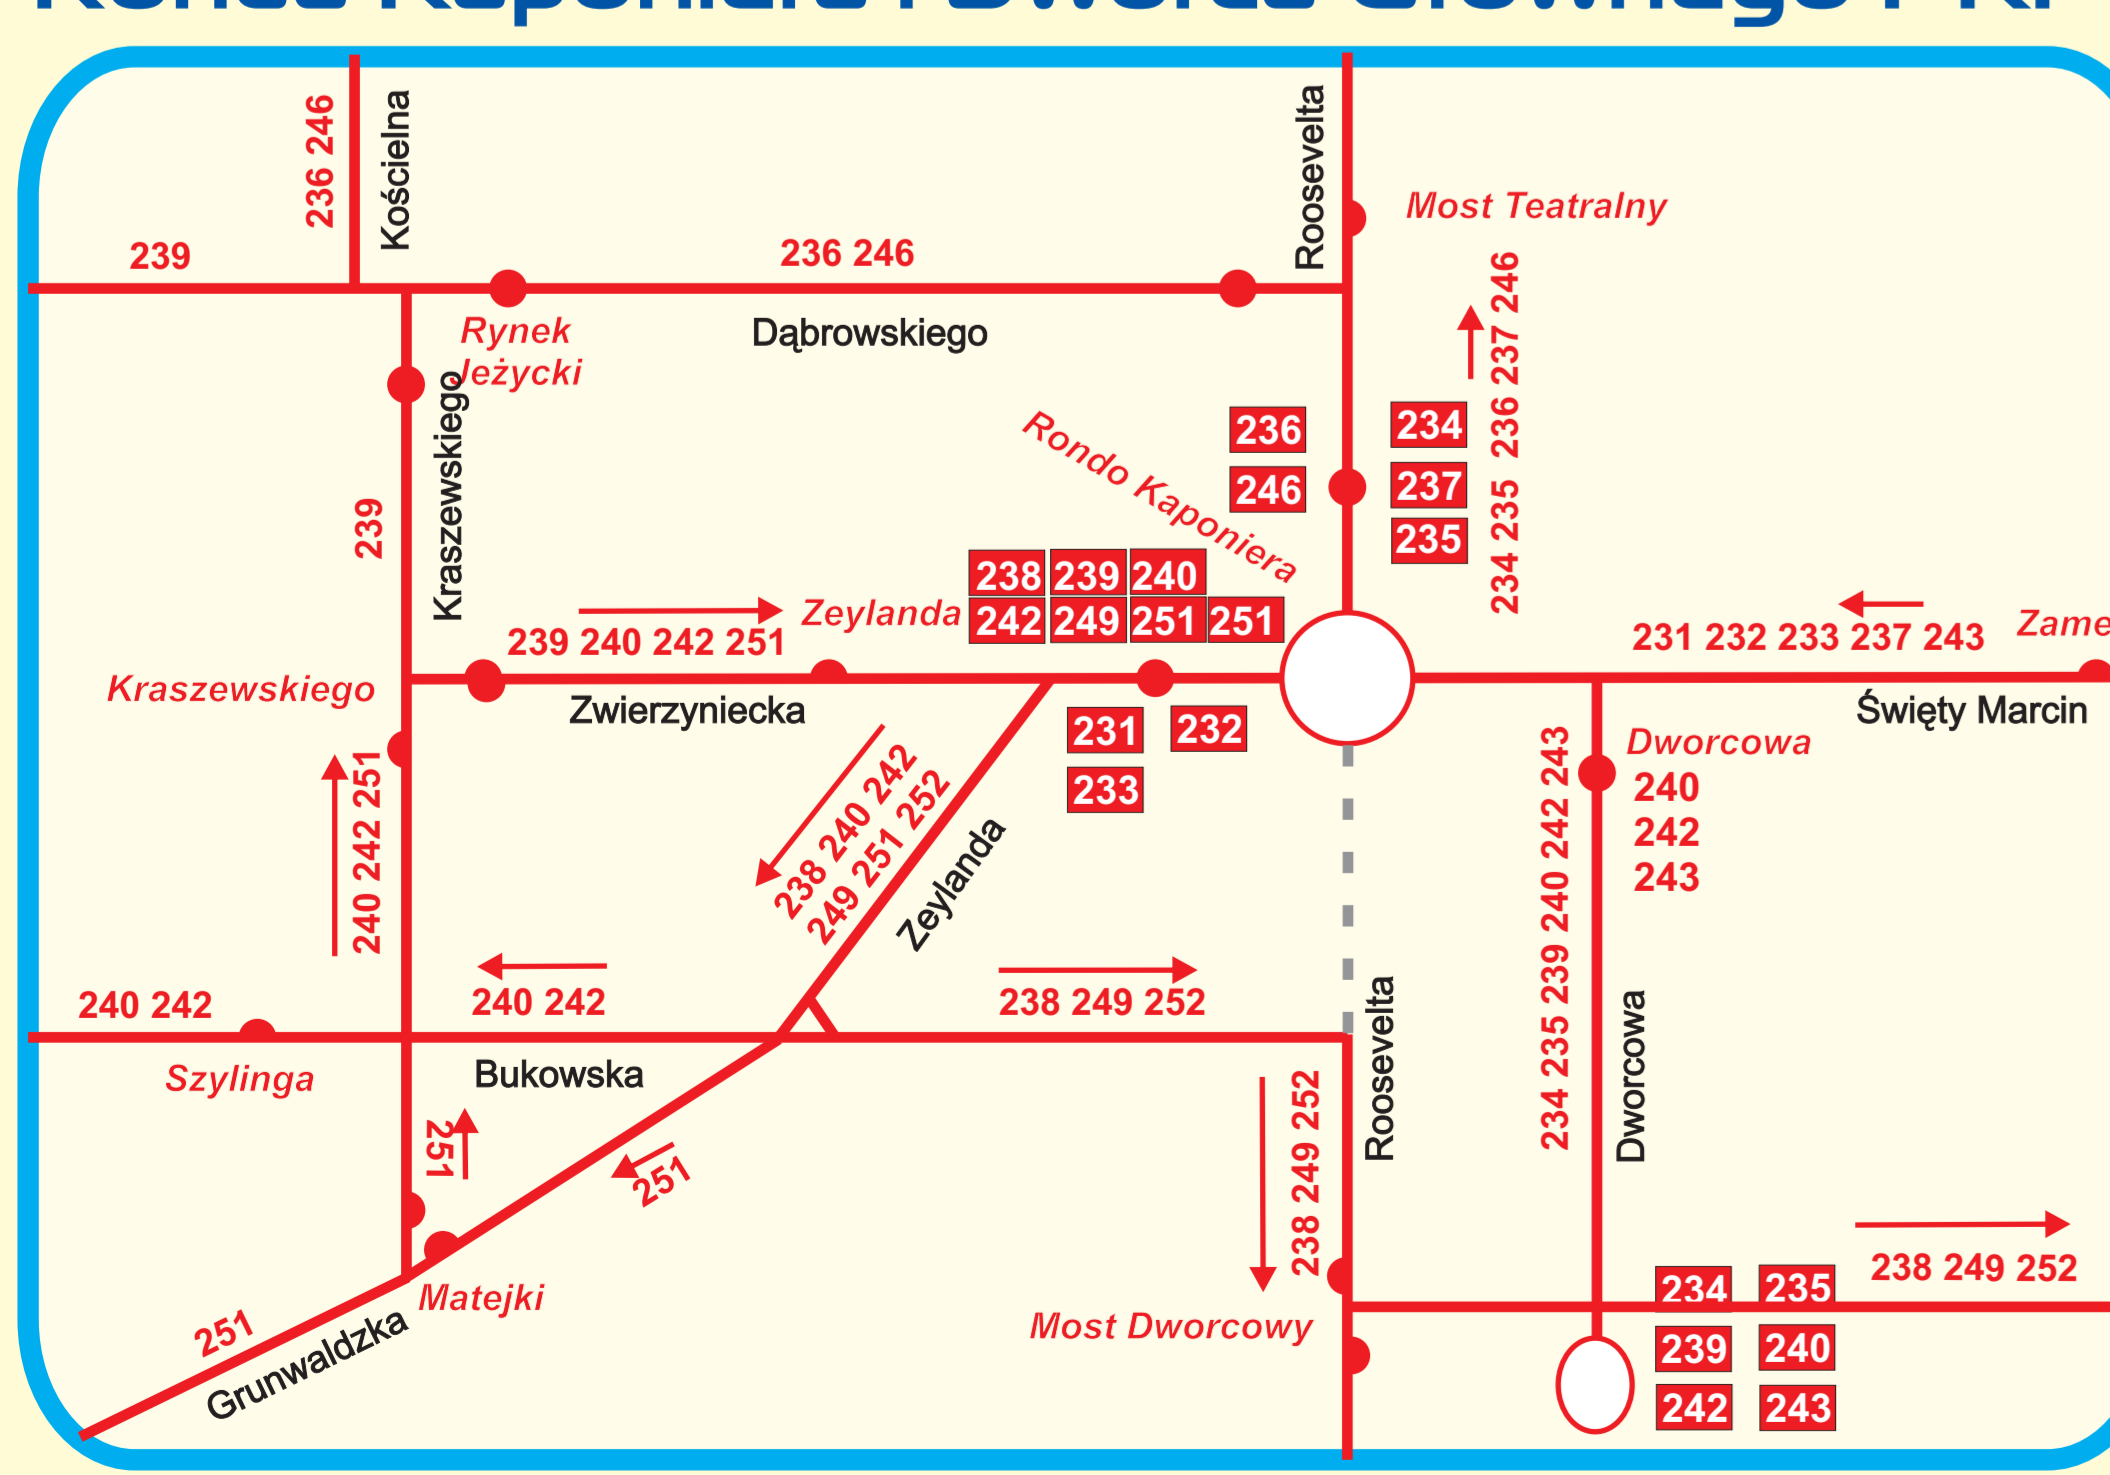 236 246
Kościelna
Roosevelta
Most Teatralny
239
236 246
Rynek
Jeżycki
Dąbrowskiego
234 235 236 237 246
Kraszewskiego
239
Rondo Kaponiera
236
246
234
237
235
238 239 240
242 249 251 251
Zeylanda
239 240 242 251
231 232 233 237 243
Kraszewskiego
Zwierzyniecka
Święty Marcin
231 232
233
Dworcowa
240
242
243
240 242 251
238 240 242
249 251 252
Zeylanda
234 235 239 240 242 243
Dworcowa
240 242
240 242
238 249 252
Roosevelta
Szylinga
Bukowska
251
251
238 249 252
Matejki
Most Dworcowy
251
Grunwaldzka
238 249 252
234 235
239 240
242 243